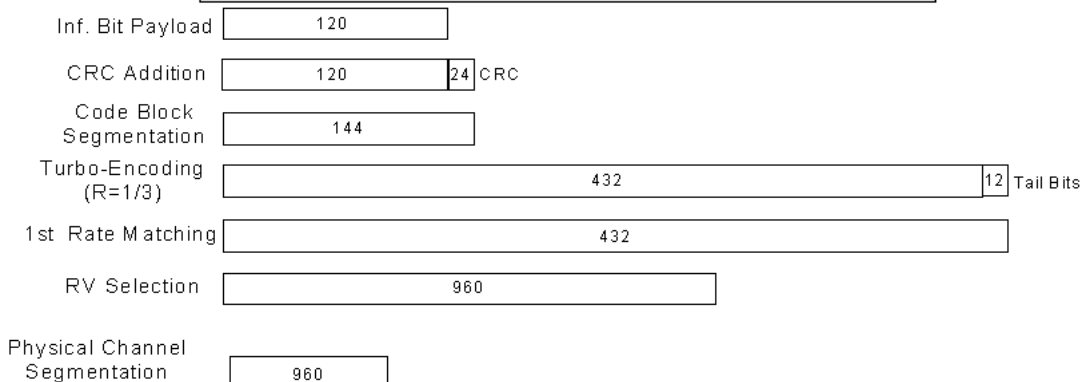 Inf. Bit Payload 120
CRC Addition 120 24 CRC
Code Block
Segmentation 144
Turbo-Encoding
(R=1/3) 432 12 Tail Bits
1st Rate Matching 432
RV Selection 960
Physical Channel
Segmentation 960